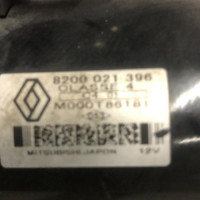 8200 021 396
CLASSE 4
M000T86181
MITSUBISHI JAPON 12V